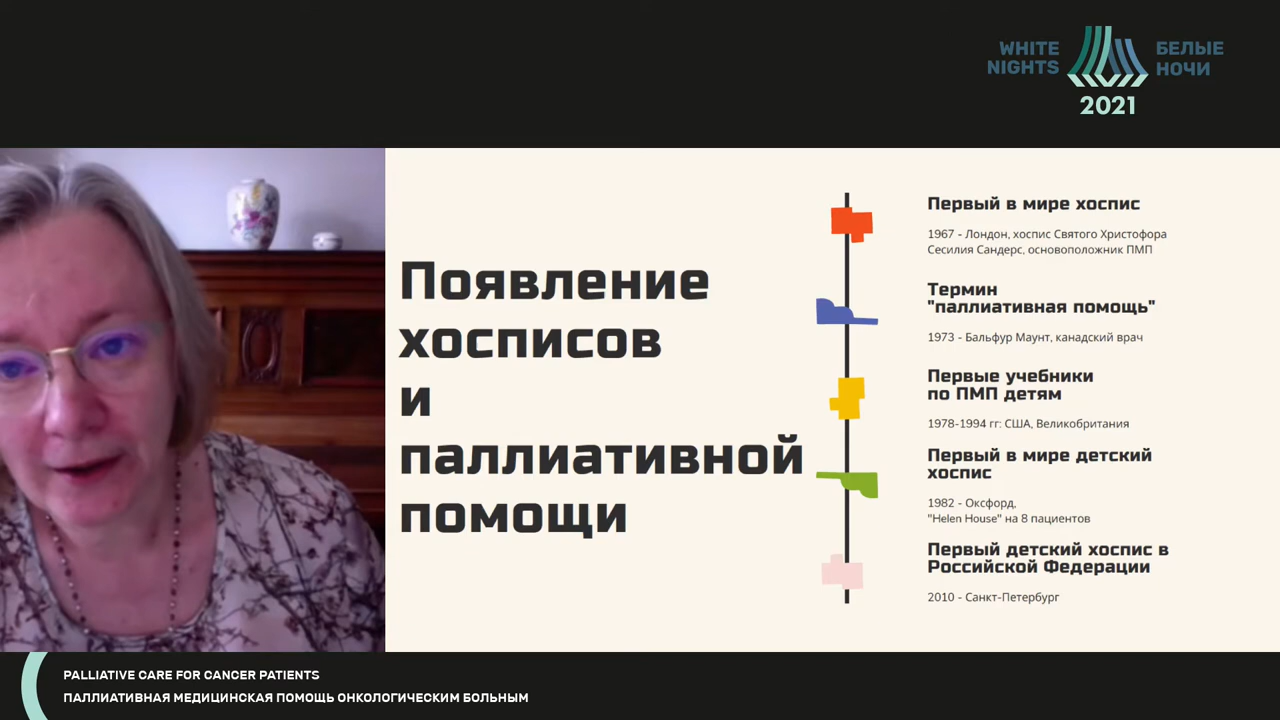 WHITE
NIGHTS
БЕЛЫЕ
НОЧИ
2021
Появление
хосписов
и
паллиативной
помощи
Первый в мире хоспис
1967 - Лондон, хоспис Святого Христофора
Сесилия Сандерс, основоположник ПМП
Термин
"паллиативная помощь"
1973 - Бальфур Маунт, канадский врач
Первые учебники
по ПМП детям
1978-1994 гг: США, Великобритания
Первый в мире детский
хоспис
1982 - Оксфорд,
"Helen House" на 8 пациентов
Первый детский хоспис в
Российской Федерации
2010 - Санкт-Петербург
PALLIATIVE CARE FOR CANCER PATIENTS
ПАЛЛИАТИВНАЯ МЕДИЦИНСКАЯ ПОМОЩЬ ОНКОЛОГИЧЕСКИМ БОЛЬНЫМ